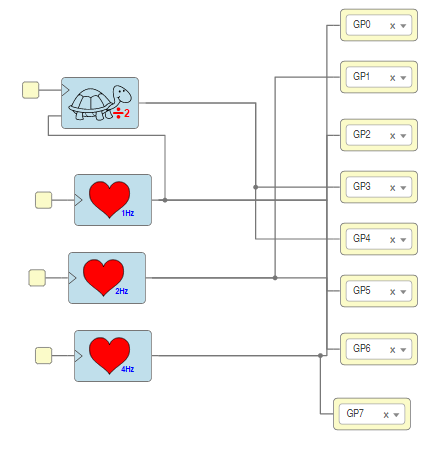 GP0 x
GP1 x
÷2
GP2 x
GP3 x
1Hz
GP4 x
2Hz
GP5 x
GP6 x
4Hz
GP7 x